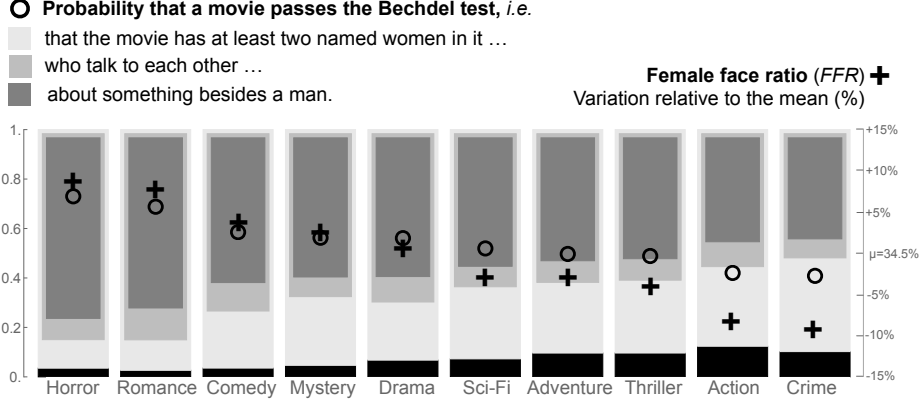 Probability that a movie passes the Bechdel test, i.e.
that the movie has at least two named women in it …
who talk to each other …
about something besides a man.
Female face ratio (FFR)
Variation relative to the mean (%)
1.
0.8
0.6
0.4
0.2
0.
+15%
+10%
+5%
μ=34.5%
-5%
-10%
-15%
Horror Romance Comedy Mystery Drama Sci-Fi Adventure Thriller Action Crime